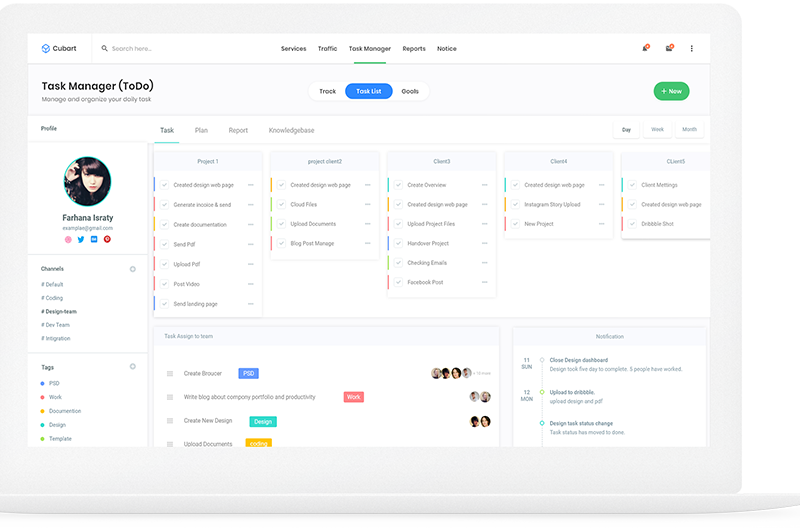 Cubart
Search here...
Services
Traffic
Task Manager
Reports
Notice
Task Manager (ToDo)
Manage and organize your daily task
Track
Task List
Goals
+ New
Profile
Task
Plan
Report
Knowledgebase
Day
Week
Month
Farhana Israty
examplae@gmail.com
Channels
# Default
# Coding
# Design-team
# Dev Team
# Intigration
Tags
PSD
Work
Documention
Design
Template
Project 1
Created design web page
Generate incoice & send
Create documentation
Send Pdf
Upload Pdf
Post Video
Send landing page
project client2
Created design web page
Cloud Files
Upload Documents
Blog Post Manage
Client3
Create Overview
Created design web page
Upload Project Files
Handover Project
Checking Emails
Facebook Post
Client4
Created design web page
Instagram Story Upload
New Project
CLient5
Client Mettings
Created design web page
Dribbble Shot
Task Assign to team
Create Broucer
PSD
Write blog about company portfolio and productivity
Work
Create New Design
Design
Upload Documents
coding
Notification
11
SUN
Close Design dashboard
Design took five day to complete. 5 people have worked.
12
MON
Upload to dribbble.
upload design and pdf
Design task status change
Task status has moved to done.